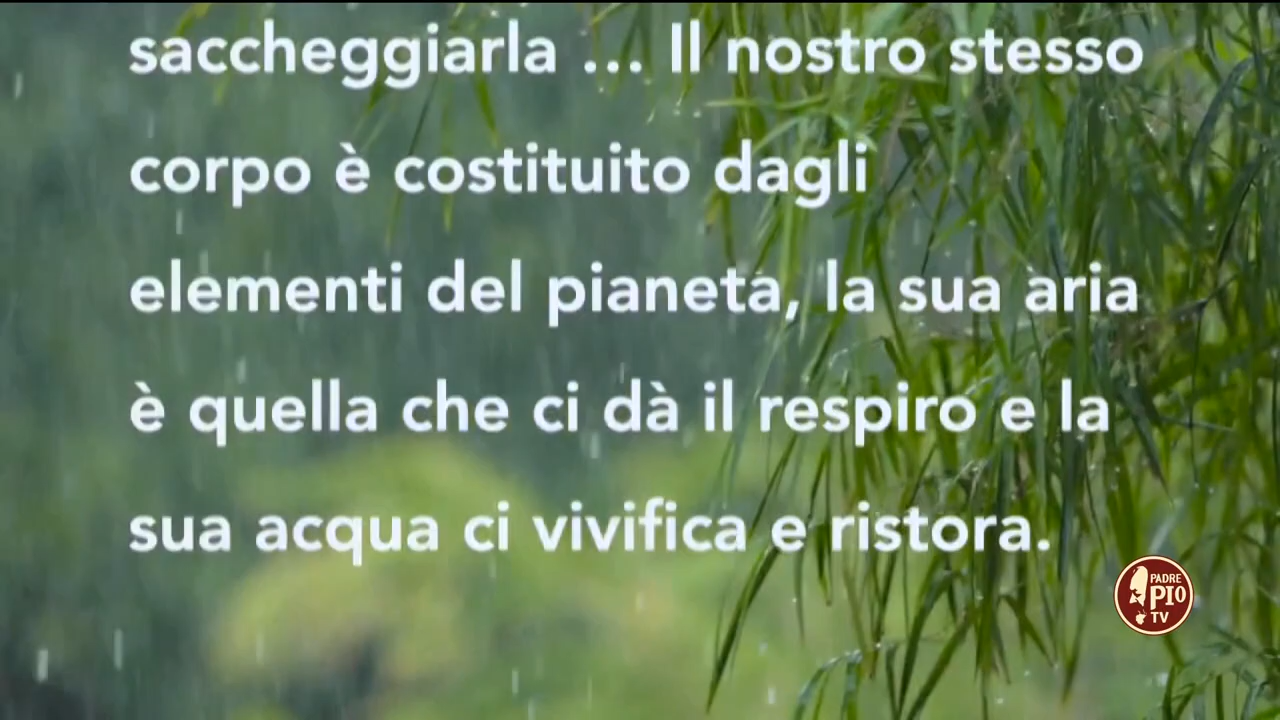 saccheggiarla ... Il nostro stesso
corpo è costituito dagli
elementi del pianeta, la sua aria
è quella che ci dà il respiro e la
sua acqua ci vivifica e ristora.
PADRE
PIO
TV